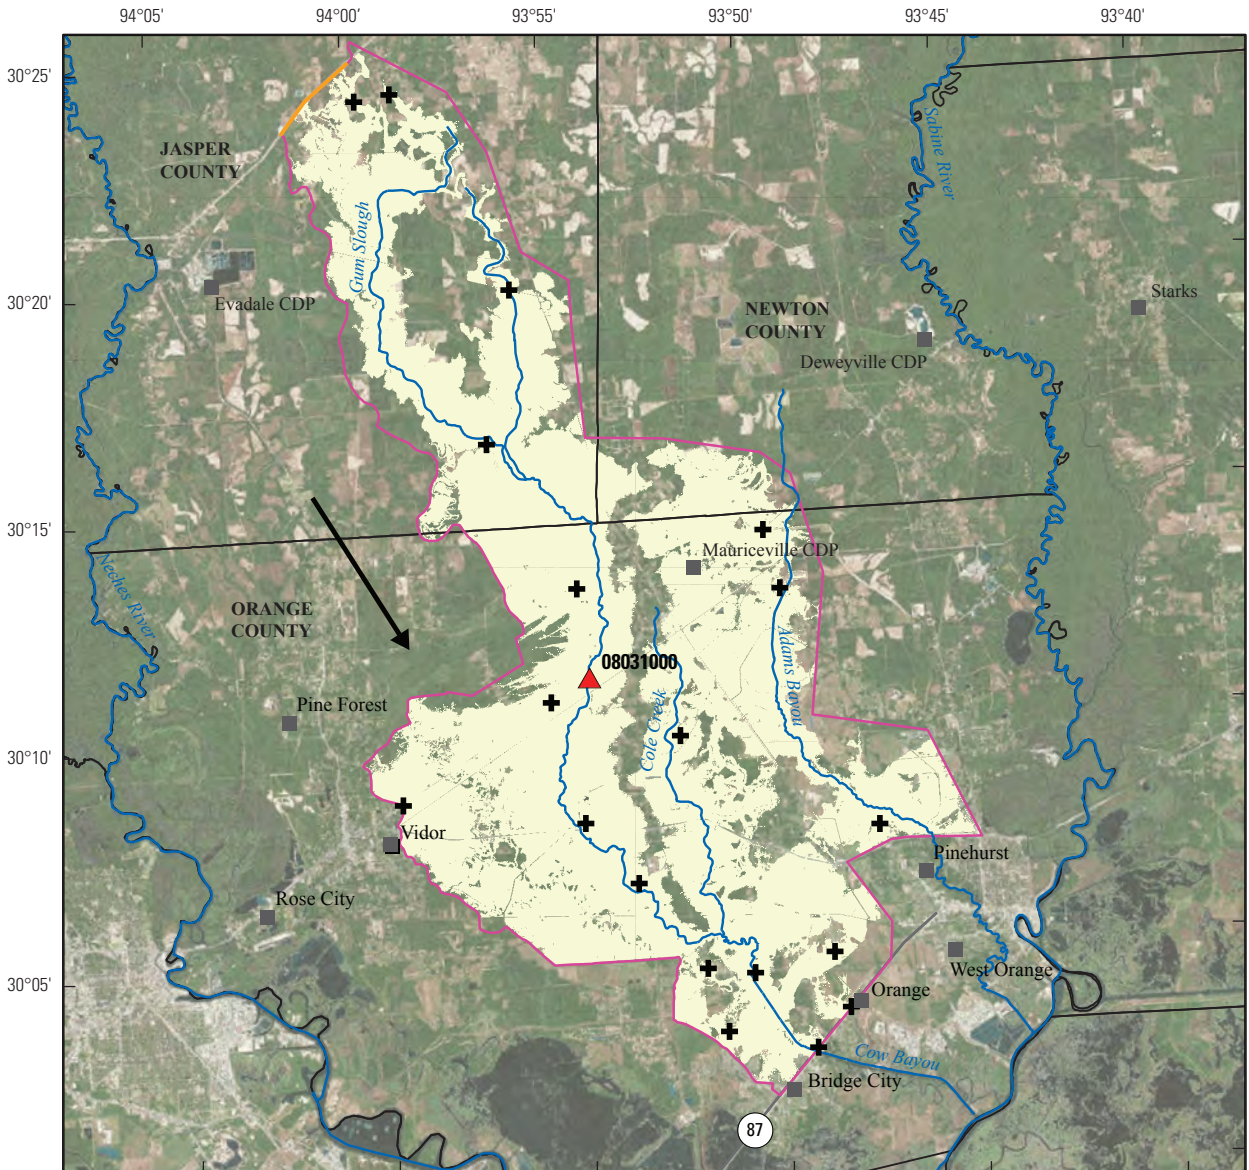 94°05'
94°00'
93°55'
93°50'
93°45'
93°40'
30°25'
30°20'
30°15'
30°10'
30°05'
JASPER
COUNTY
Sabine River
Gum Slough
Evadale CDP
NEWTON
COUNTY
Starks
Deweyville CDP
Mauriceville CDP
Neches River
ORANGE
COUNTY
08031000
Adams Bayou
Pine Forest
Cole Creek
Vidor
Pinehurst
Rose City
West Orange
Orange
Cow Bayou
Bridge City
87